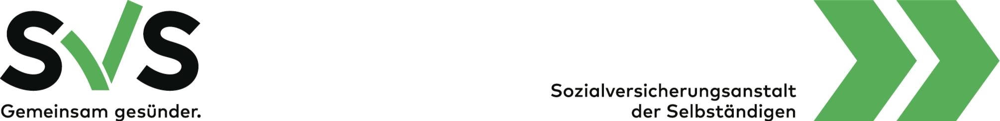 SVS
Gemeinsam gesünder.
Sozialversicherungsanstalt
der Selbständigen